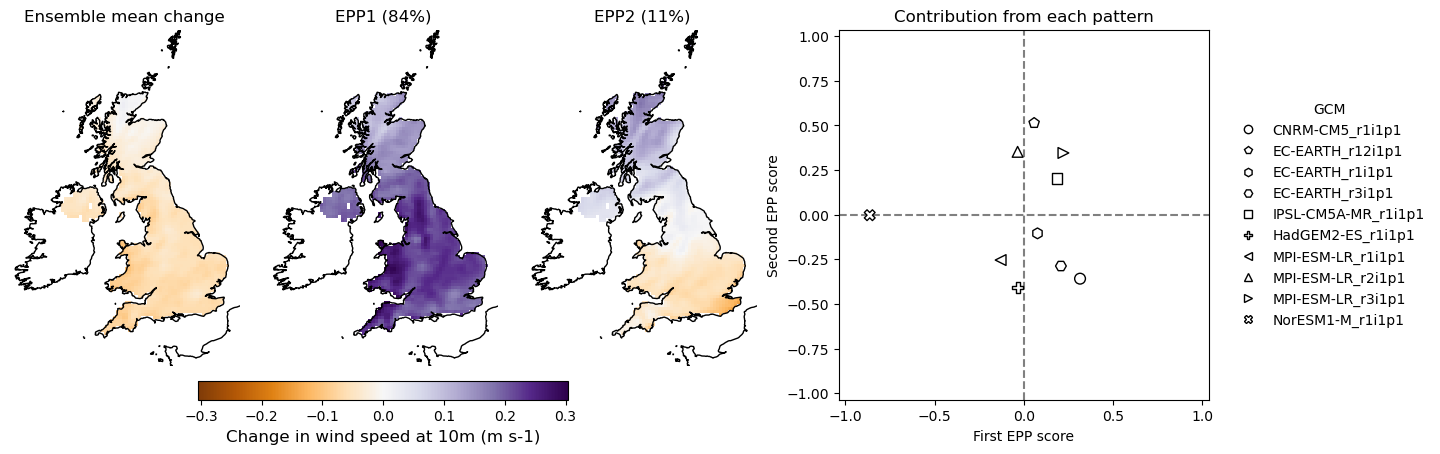 Ensemble mean change
EPP1 (84%)
EPP2 (11%)
Contribution from each pattern
−0.3 −0.2 −0.1 0.0 0.1 0.2 0.3
Change in wind speed at 10m (m s-1)
Second EPP score
1.00
0.75
0.50
0.25
0.00
−0.25
−0.50
−0.75
−1.00
−1.0 −0.5 0.0 0.5 1.0
First EPP score
GCM
CNRM-CM5_r1i1p1
EC-EARTH_r12i1p1
EC-EARTH_r1i1p1
EC-EARTH_r3i1p1
IPSL-CM5A-MR_r1i1p1
HadGEM2-ES_r1i1p1
MPI-ESM-LR_r1i1p1
MPI-ESM-LR_r2i1p1
MPI-ESM-LR_r3i1p1
NorESM1-M_r1i1p1